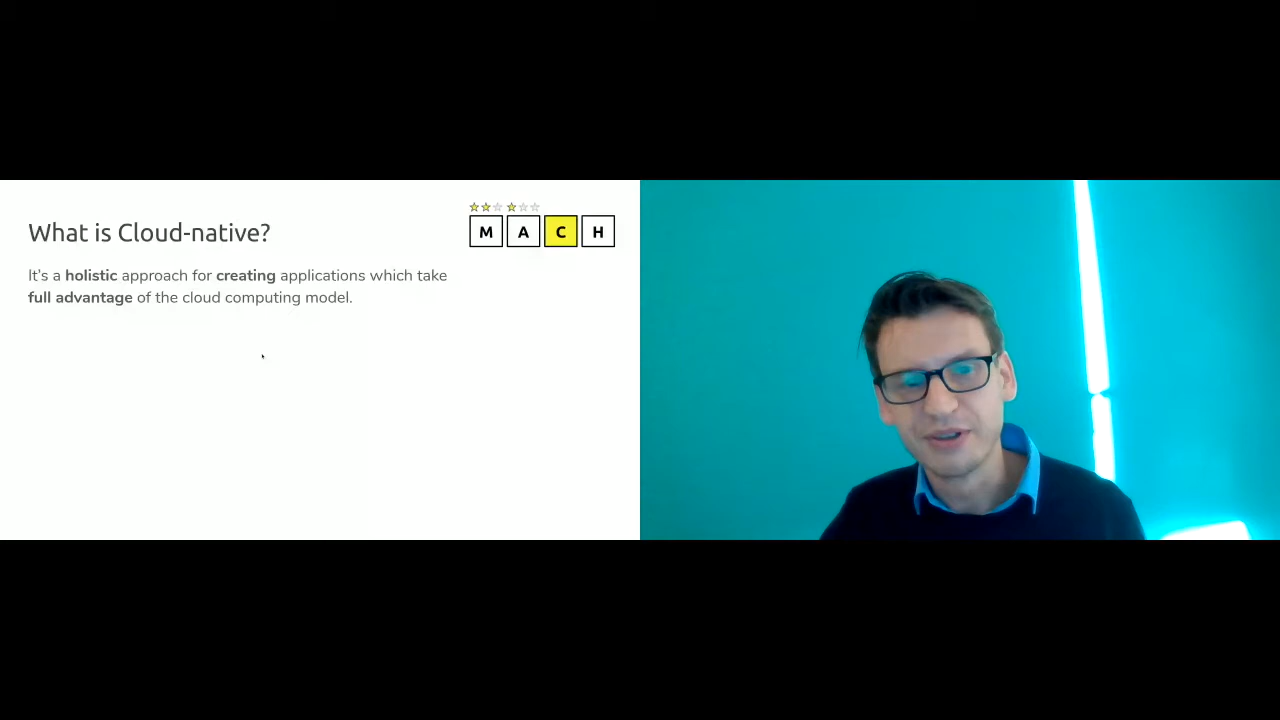 What is Cloud-native?
M A C H
It's a holistic approach for creating applications which take
full advantage of the cloud computing model.